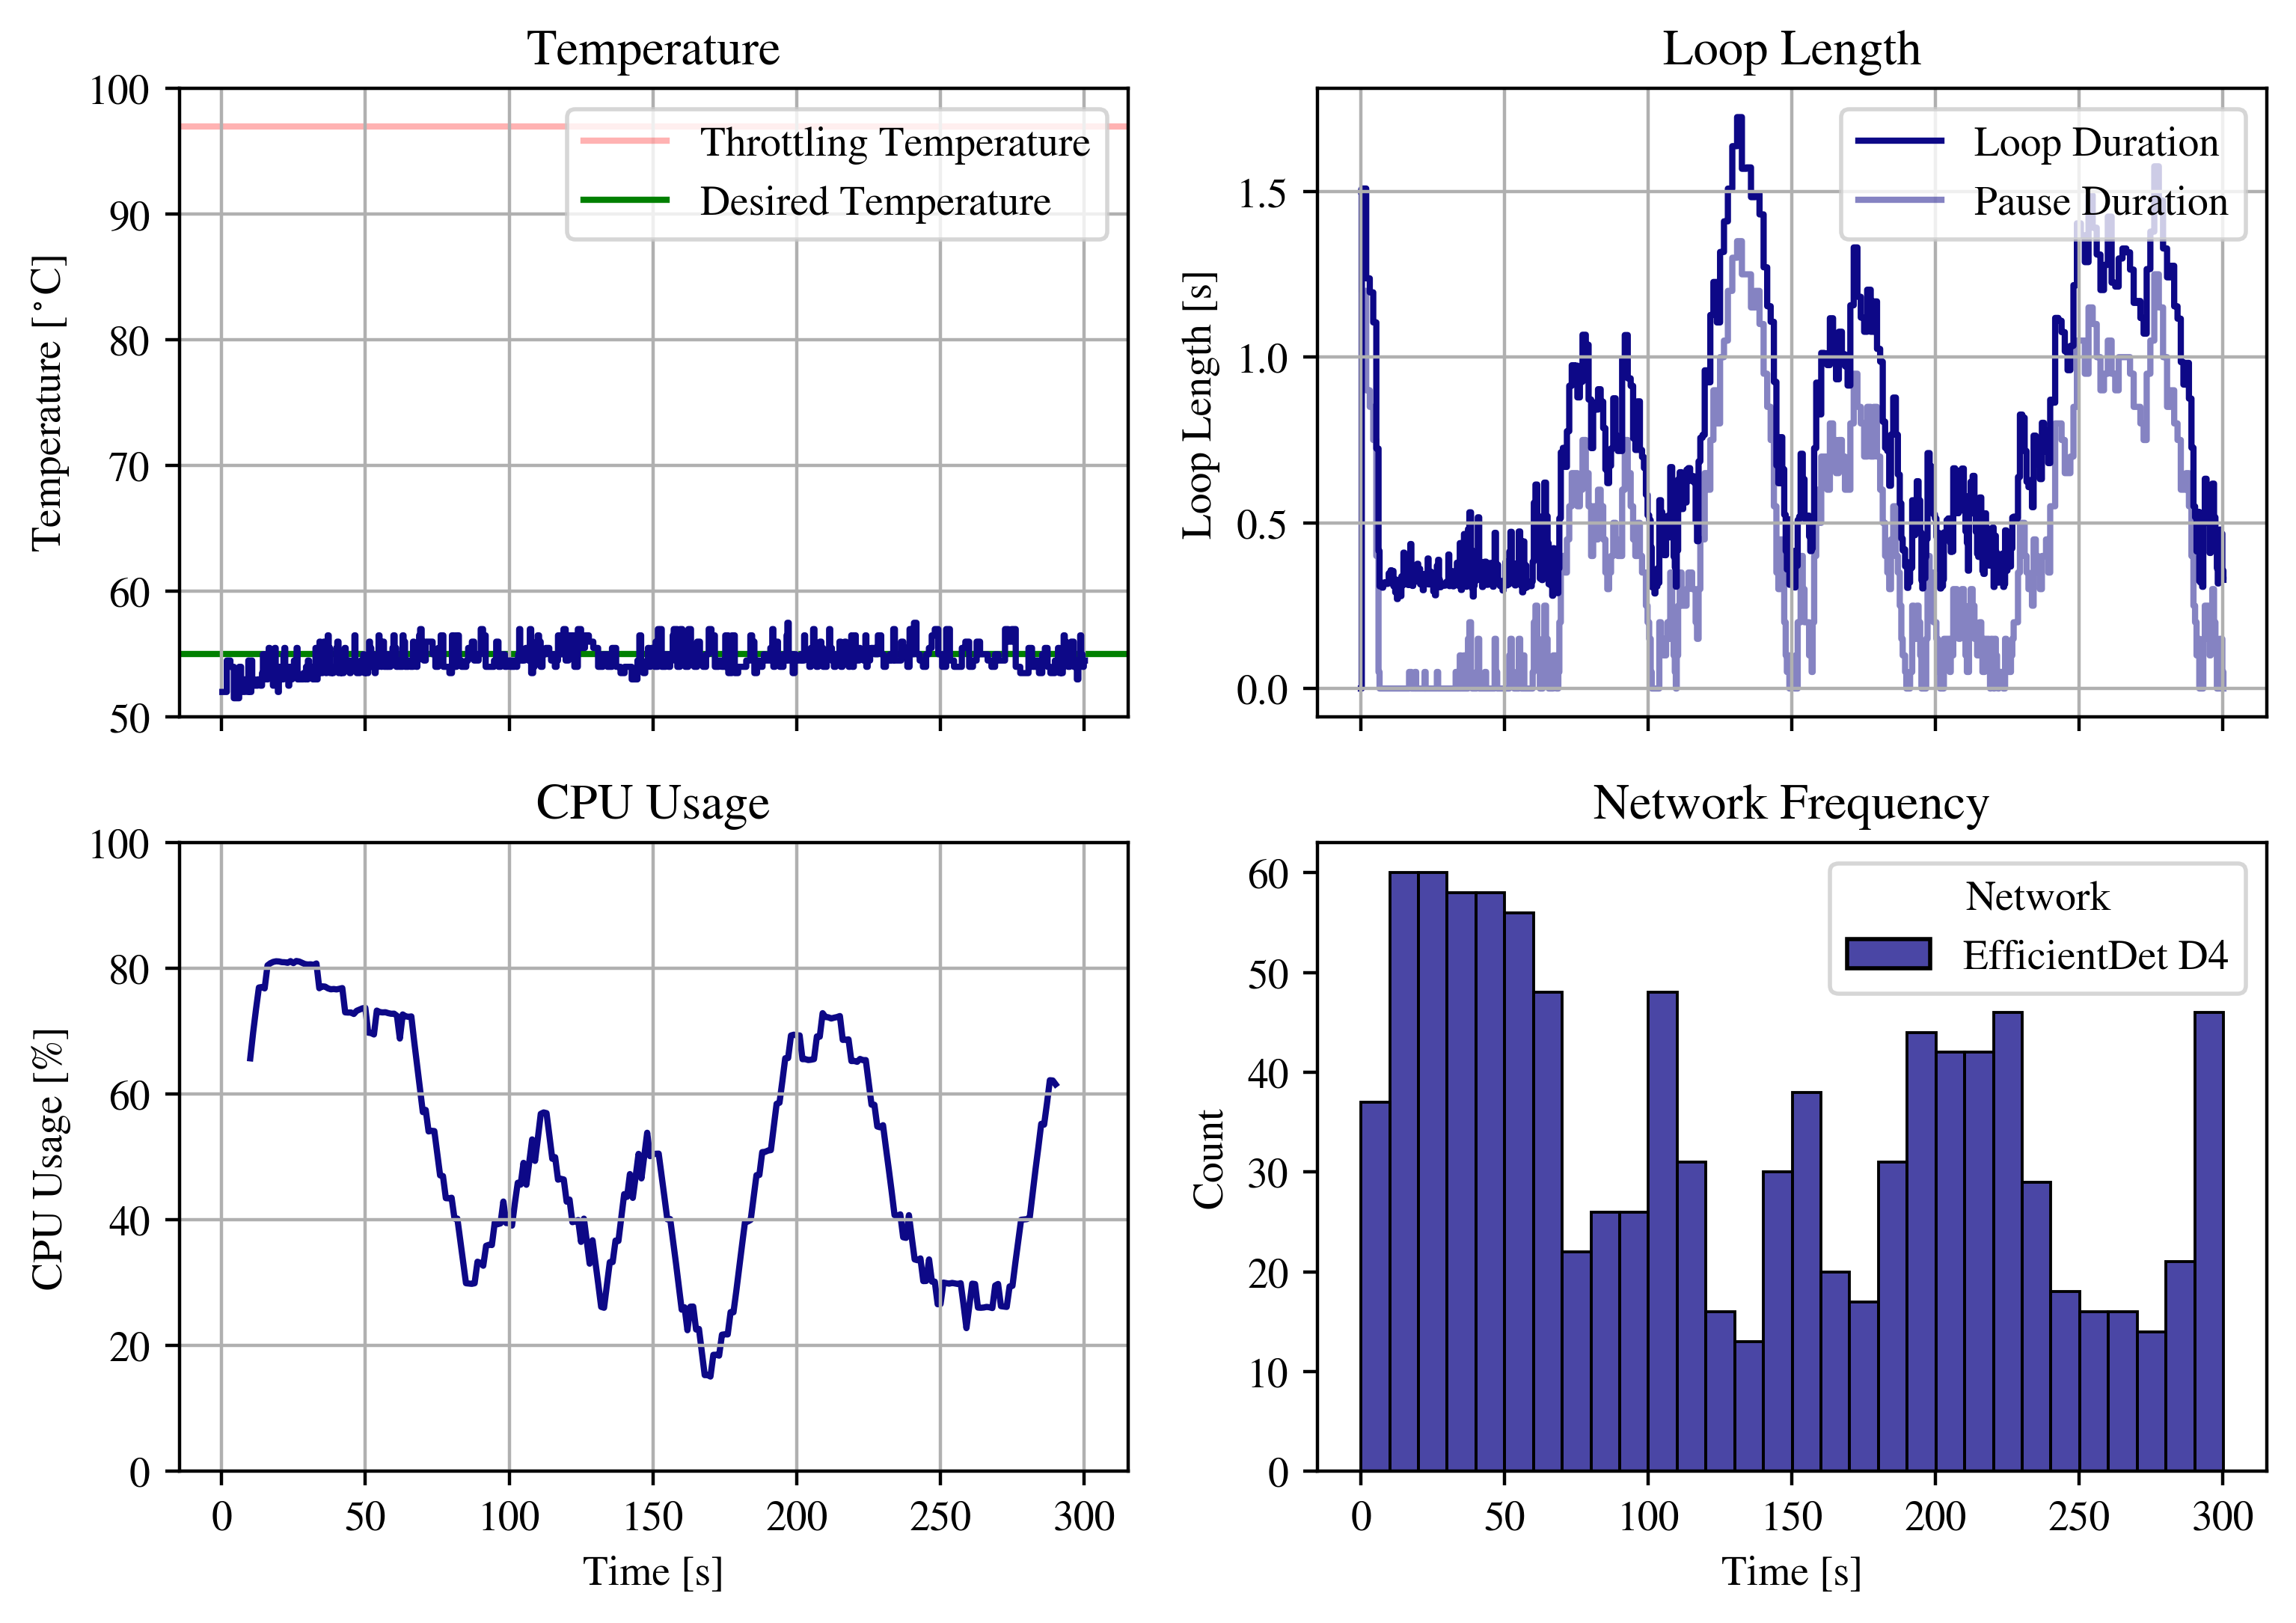 Temperature
100
90
80
70
60
50
Temperature [°C]
Throttling Temperature
Desired Temperature
Loop Length
1.5
1.0
0.5
0.0
Loop Length [s]
Loop Duration
Pause Duration
CPU Usage
100
80
60
40
20
0
CPU Usage [%]
0 50 100 150 200 250 300
Time [s]
Network Frequency
60
50
40
30
20
10
0
Count
Network
EfficientDet D4
0 50 100 150 200 250 300
Time [s]